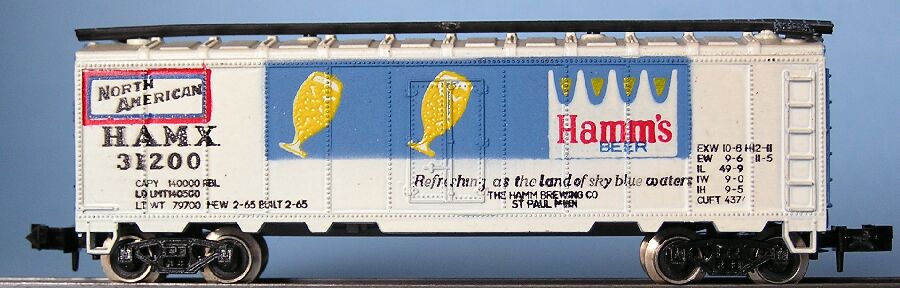 NORTH
AMERICAN
HAMX
31200
CAPY 140000 RBL
LD LMT 140500
LT WT 79700 NEW 2-65 BUILT 2-65
Hamm's
BEER
Refreshing as the land of sky blue waters
THE HAMM BREWING CO
ST PAUL MINN
EXW 10-8 H12-11
EW 9-6 11-5
IL 49-9
IW 9-0
IH 9-5
CUFT 4371